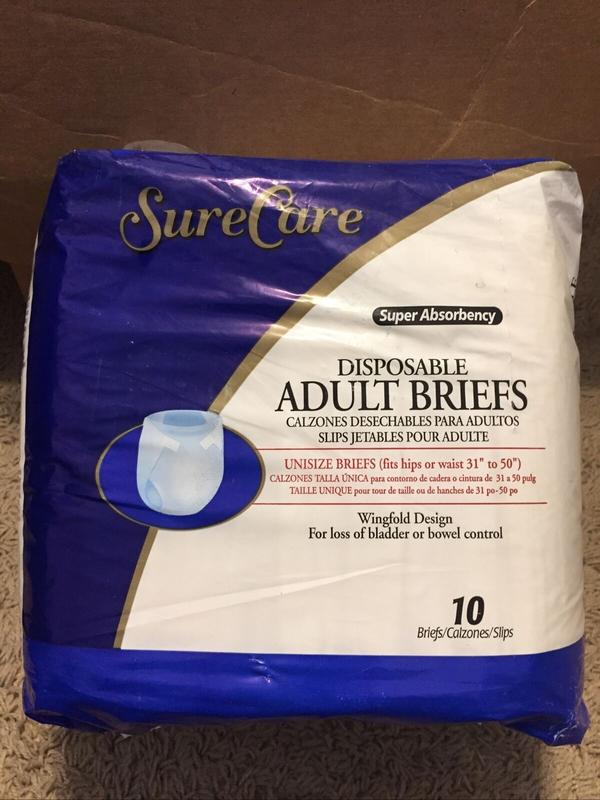 SureCare
Super Absorbency
DISPOSABLE
ADULT BRIEFS
CALZONES DESECHABLES PARA ADULTOS
SLIPS JETABLES POUR ADULTE
UNISIZE BRIEFS (fits hips or waist 31" to 50")
CALZONES TALLA ÚNICA para contorno de cadera o cintura de 31 a 50 pulg
TAILLE UNIQUE pour tour de taille ou de hanches de 31 po-50 po
Wingfold Design
For loss of bladder or bowel control
10
Briefs/Calzones/Slips